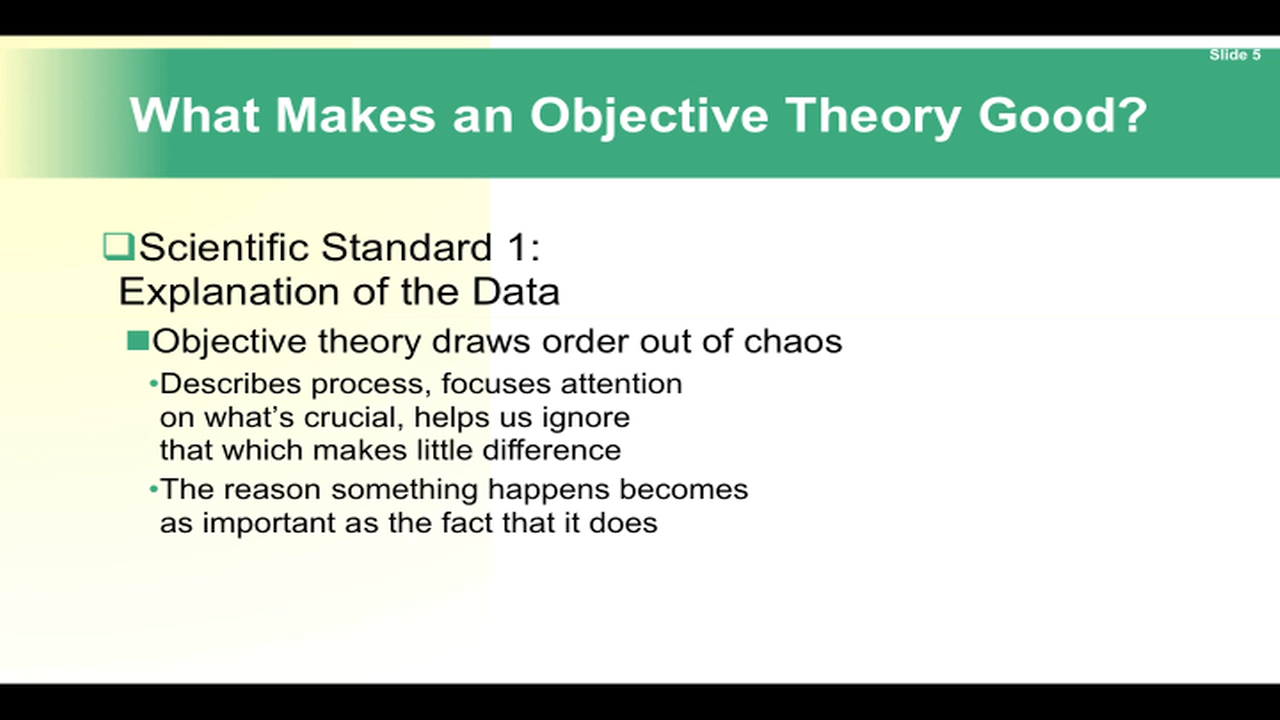 Slide 5
What Makes an Objective Theory Good?
Scientific Standard 1:
Explanation of the Data
Objective theory draws order out of chaos
•Describes process, focuses attention
on what’s crucial, helps us ignore
that which makes little difference
•The reason something happens becomes
as important as the fact that it does